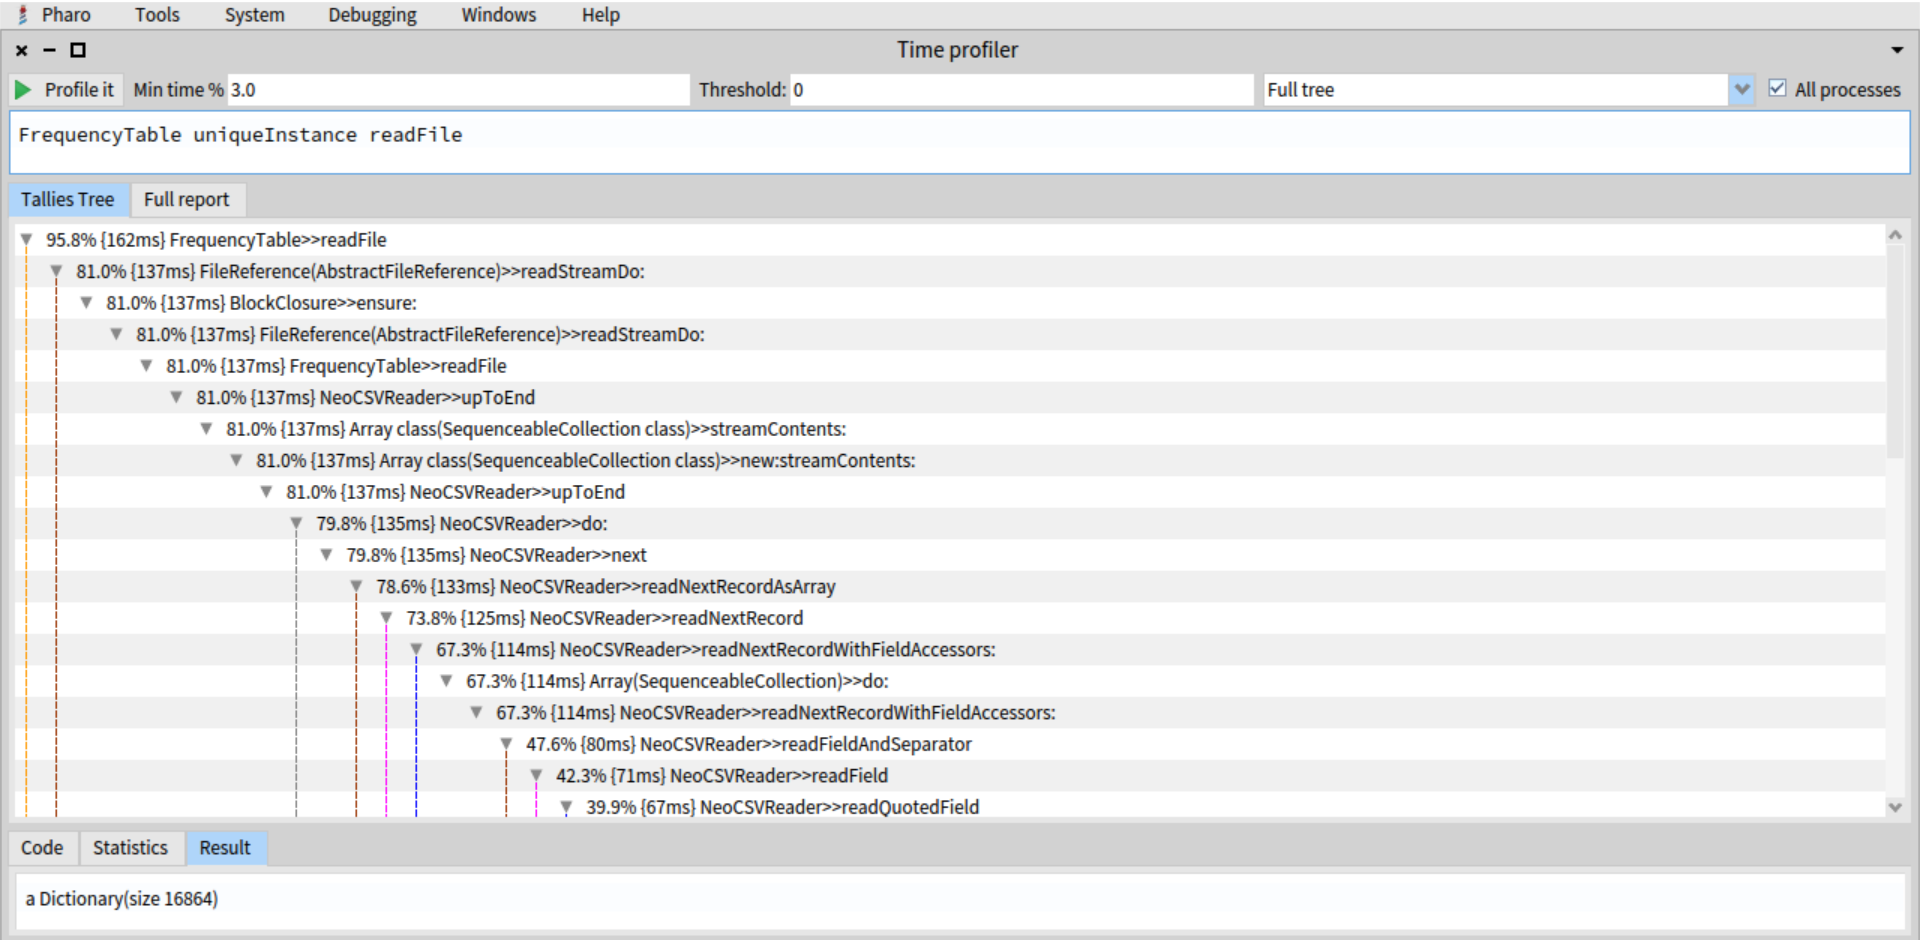 Pharo Tools System Debugging Windows Help
Time profiler
Profile it Min time % 3.0 Threshold: 0 Full tree All processes
FrequencyTable uniqueInstance readFile
Tallies Tree Full report
95.8% {162ms} FrequencyTable>>readFile
81.0% {137ms} FileReference(AbstractFileReference)>>readStreamDo:
81.0% {137ms} BlockClosure>>ensure:
81.0% {137ms} FileReference(AbstractFileReference)>>readStreamDo:
81.0% {137ms} FrequencyTable>>readFile
81.0% {137ms} NeoCSVReader>>upToEnd
81.0% {137ms} Array class(SequenceableCollection class)>>streamContents:
81.0% {137ms} Array class(SequenceableCollection class)>>new:streamContents:
81.0% {137ms} NeoCSVReader>>upToEnd
79.8% {135ms} NeoCSVReader>>do:
79.8% {135ms} NeoCSVReader>>next
78.6% {133ms} NeoCSVReader>>readNextRecordAsArray
73.8% {125ms} NeoCSVReader>>readNextRecord
67.3% {114ms} NeoCSVReader>>readNextRecordWithFieldAccessors:
67.3% {114ms} Array(SequenceableCollection)>>do:
67.3% {114ms} NeoCSVReader>>readNextRecordWithFieldAccessors:
47.6% {80ms} NeoCSVReader>>readFieldAndSeparator
42.3% {71ms} NeoCSVReader>>readField
39.9% {67ms} NeoCSVReader>>readQuotedField
Code Statistics Result
a Dictionary(size 16864)